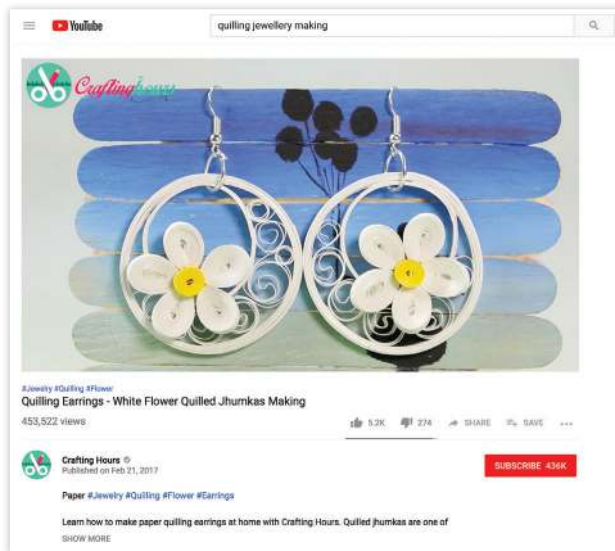 YouTube
quilling jewellery making
Craftinghours
#Jewelry #Quilling #Flower
Quilling Earrings - White Flower Quilled Jhumkas Making
453,522 views
5.2K 274 SHARE SAVE
Crafting Hours
Published on Feb 21, 2017
SUBSCRIBE 436K
Paper #Jewelry #Quilling #Flower #Earrings
Learn how to make paper quilling earrings at home with Crafting Hours. Quilled jhumkas are one of
SHOW MORE